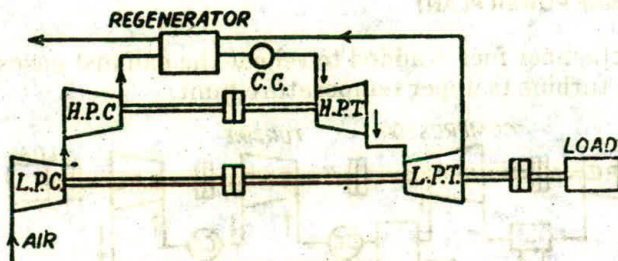 REGENERATOR
C.C.
H.P.C
H.P.T.
LOAD
L.P.C.
L.P.T.
AIR